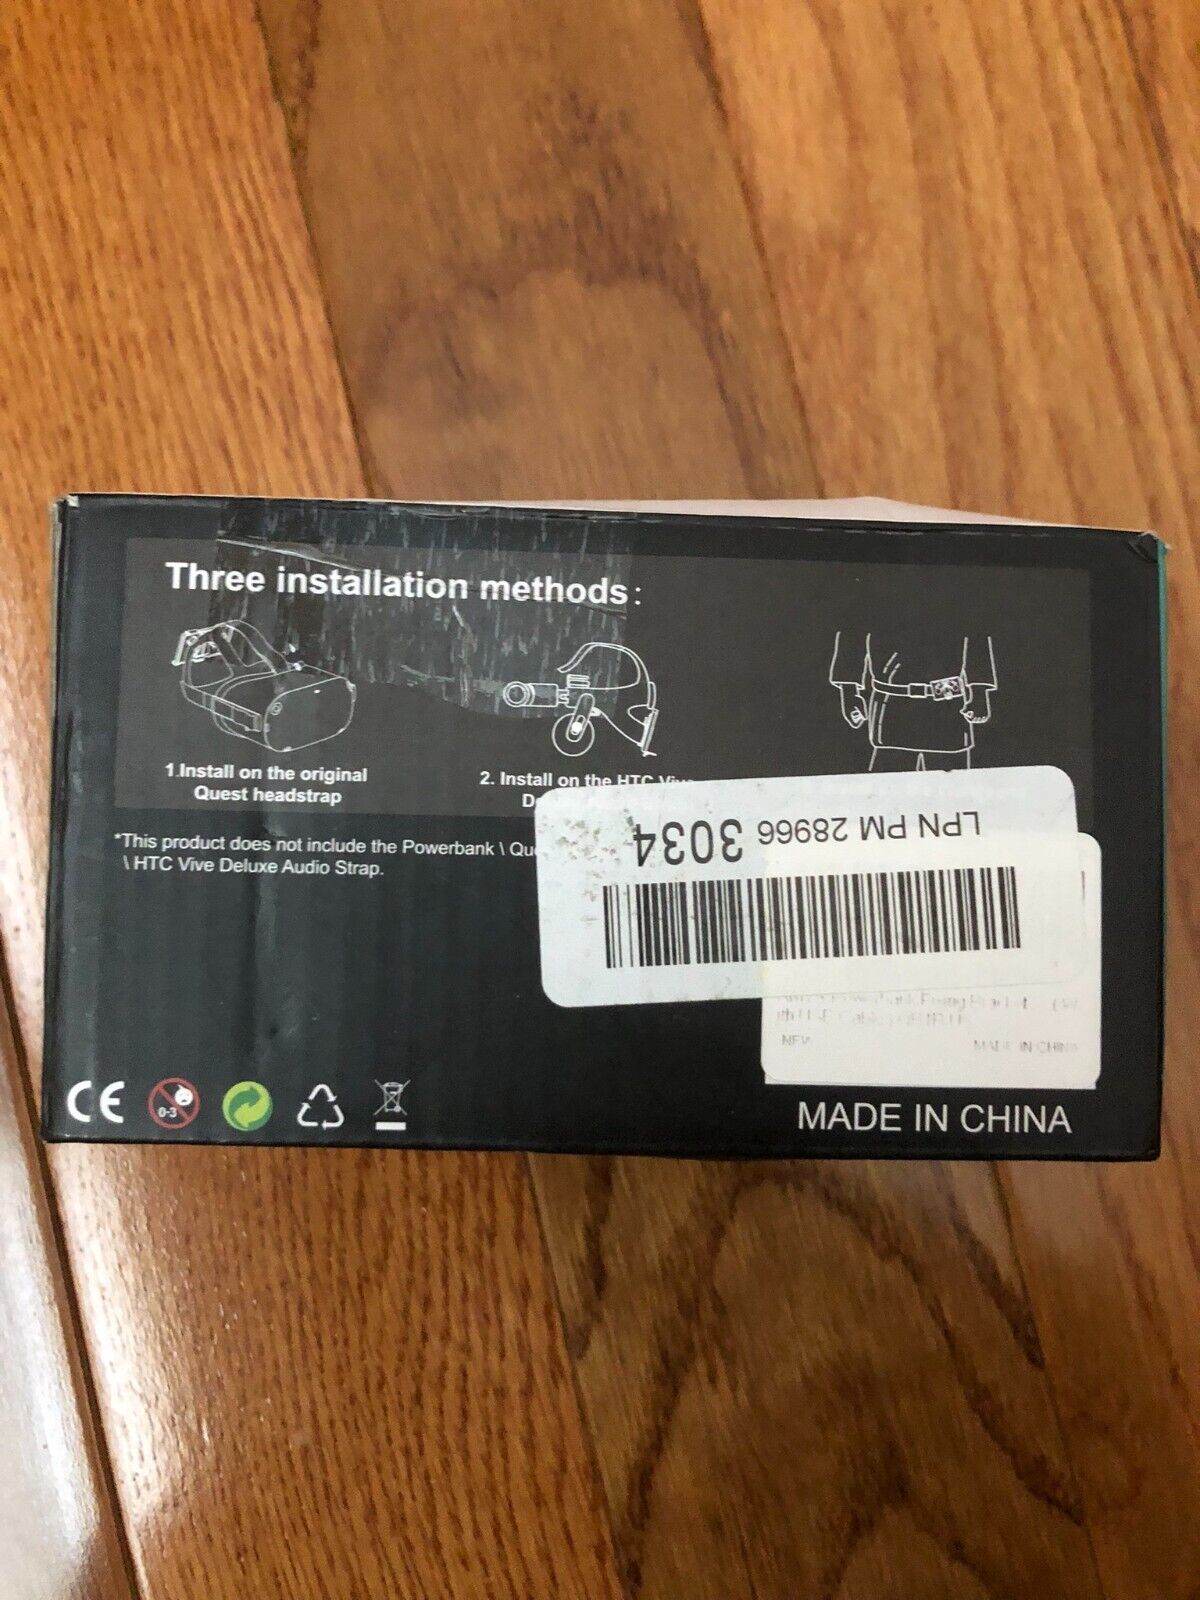 Three installation methods:
1.Install on the original
Quest headstrap
2. Install on the HTC Vive
*This product does not include the Powerbank \
\ HTC Vive Deluxe Audio Strap.
LPN PM 28966 3034
NEW
MADE IN CHINA
CE
0-3
MADE IN CHINA